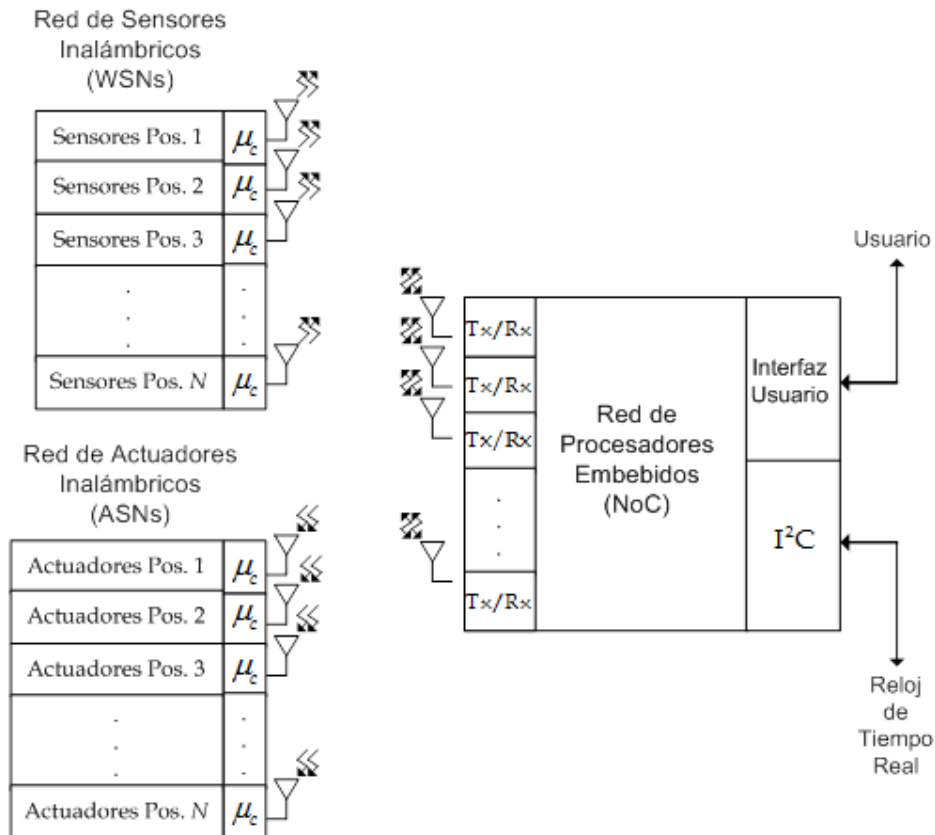 Red de Sensores
Inalámbricos
(WSNs)
Sensores Pos. 1 μc
Sensores Pos. 2 μc
Sensores Pos. 3 μc
. .
. .
. .
Sensores Pos. N μc
Red de Actuadores
Inalámbricos
(ASNs)
Actuadores Pos. 1 μc
Actuadores Pos. 2 μc
Actuadores Pos. 3 μc
. .
. .
. .
Actuadores Pos. N μc
Tx/Rx
Tx/Rx
Tx/Rx
.
.
.
Tx/Rx
Red de
Procesadores
Embebidos
(NoC)
Interfaz
Usuario
I²C
Usuario
Reloj
de
Tiempo
Real